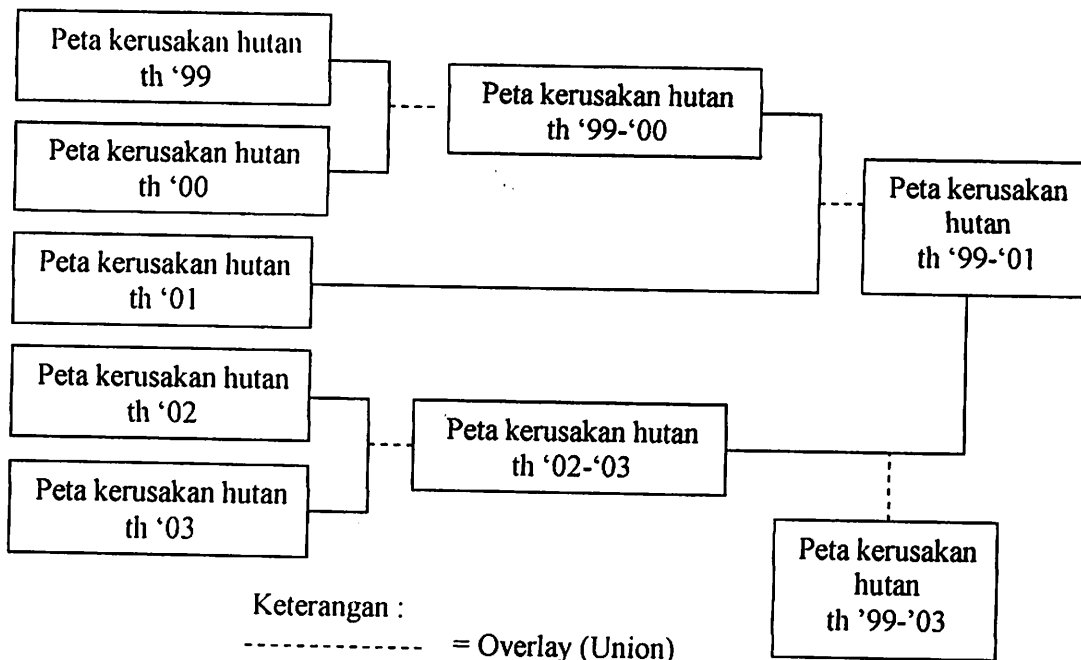 Peta kerusakan hutan
th ‘99
Peta kerusakan hutan
th ‘00
Peta kerusakan hutan
th ‘01
Peta kerusakan hutan
th ‘02
Peta kerusakan hutan
th ‘03
Peta kerusakan hutan
th ‘99-‘00
Peta kerusakan hutan
th ‘02-‘03
Peta kerusakan
hutan
th ‘99-‘01
Peta kerusakan
hutan
th ’99-’03
Keterangan :
= Overlay (Union)